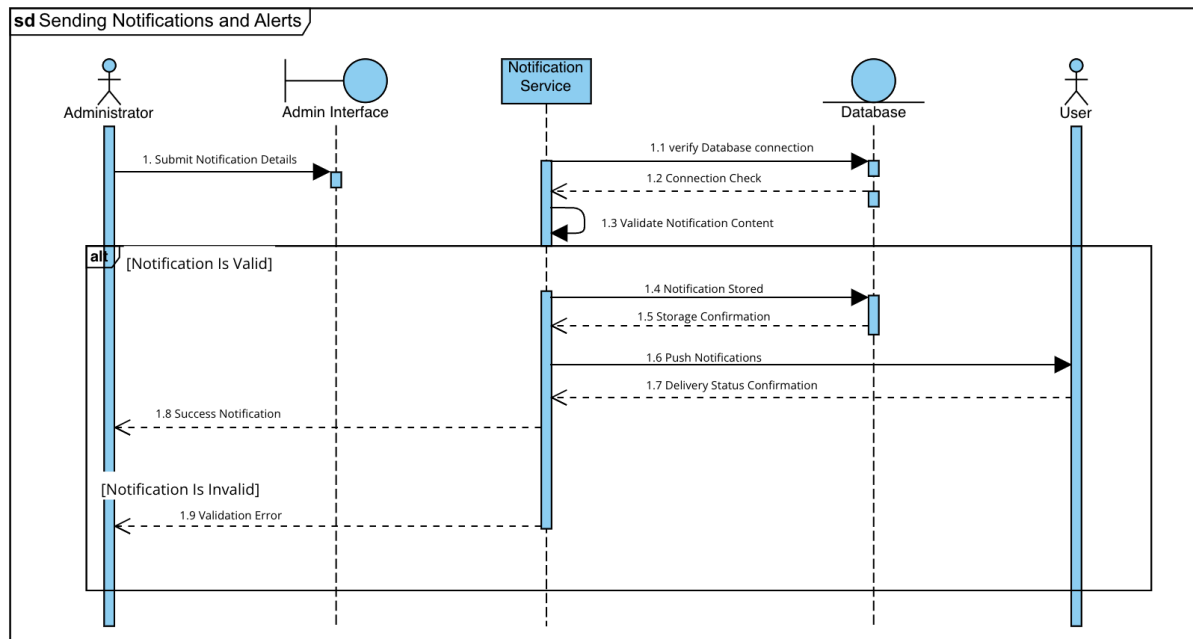 sd Sending Notifications and Alerts
Notification
Service
Administrator
Admin Interface
Database
User
1. Submit Notification Details
1.1 verify Database connection
1.2 Connection Check
1.3 Validate Notification Content
alt
[Notification Is Valid]
1.4 Notification Stored
1.5 Storage Confirmation
1.6 Push Notifications
1.7 Delivery Status Confirmation
1.8 Success Notification
[Notification Is Invalid]
1.9 Validation Error